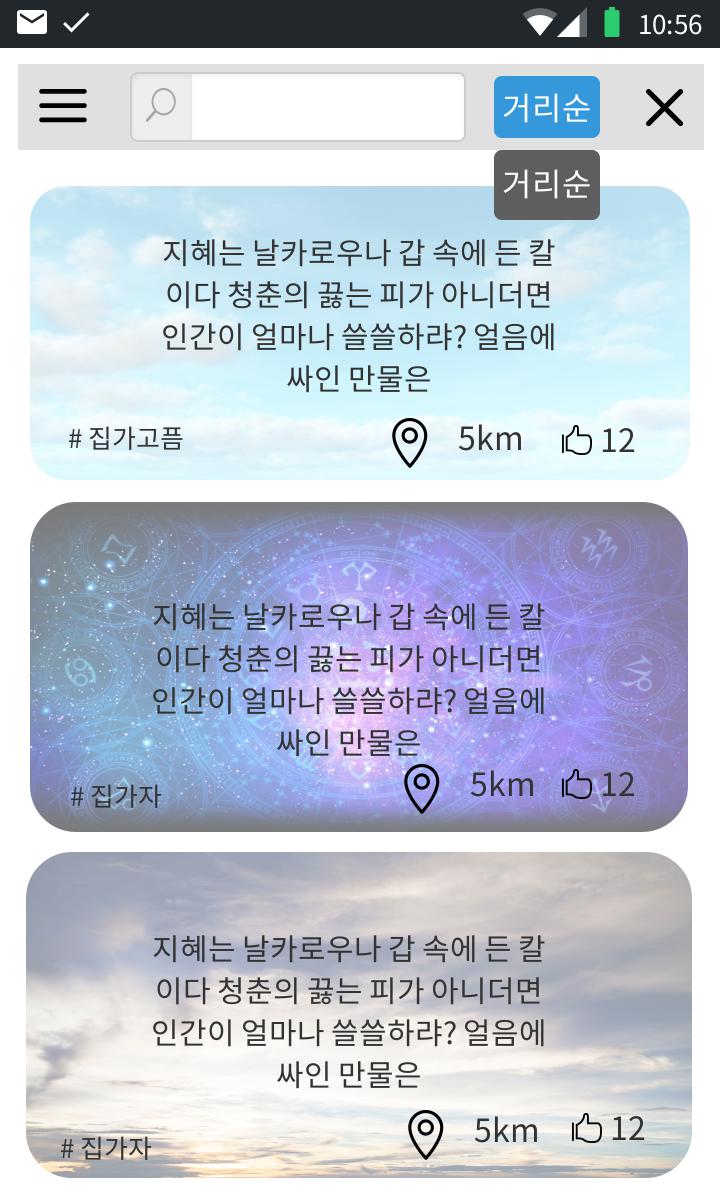 10:56
거리순
거리순
지혜는 날카로우나 갑 속에 든 칼
이다 청춘의 끓는 피가 아니더면
인간이 얼마나 쓸쓸하랴? 얼음에
싸인 만물은
# 집가고픔 5km 12
지혜는 날카로우나 갑 속에 든 칼
이다 청춘의 끓는 피가 아니더면
인간이 얼마나 쓸쓸하랴? 얼음에
싸인 만물은
# 집가자 5km 12
지혜는 날카로우나 갑 속에 든 칼
이다 청춘의 끓는 피가 아니더면
인간이 얼마나 쓸쓸하랴? 얼음에
싸인 만물은
# 집가자 5km 12